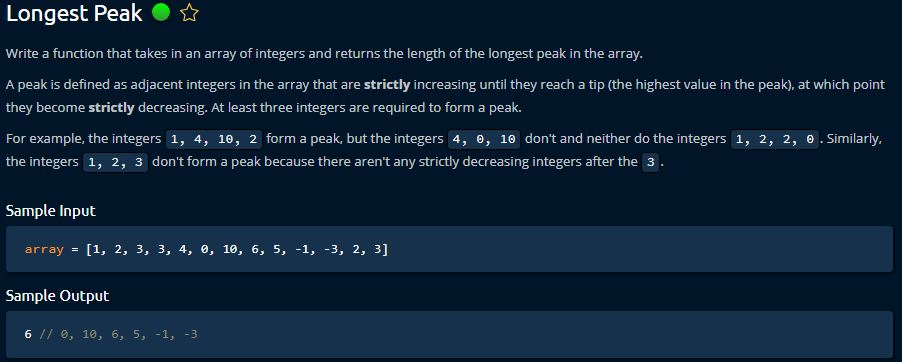 Longest Peak
Write a function that takes in an array of integers and returns the length of the longest peak in the array.
A peak is defined as adjacent integers in the array that are strictly increasing until they reach a tip (the highest value in the peak), at which point
they become strictly decreasing. At least three integers are required to form a peak.
For example, the integers 1, 4, 10, 2 form a peak, but the integers 4, 0, 10 don't and neither do the integers 1, 2, 2, 0. Similarly,
the integers 1, 2, 3 don't form a peak because there aren't any strictly decreasing integers after the 3.
Sample Input
array = [1, 2, 3, 3, 4, 0, 10, 6, 5, -1, -3, 2, 3]
Sample Output
6 // 0, 10, 6, 5, -1, -3